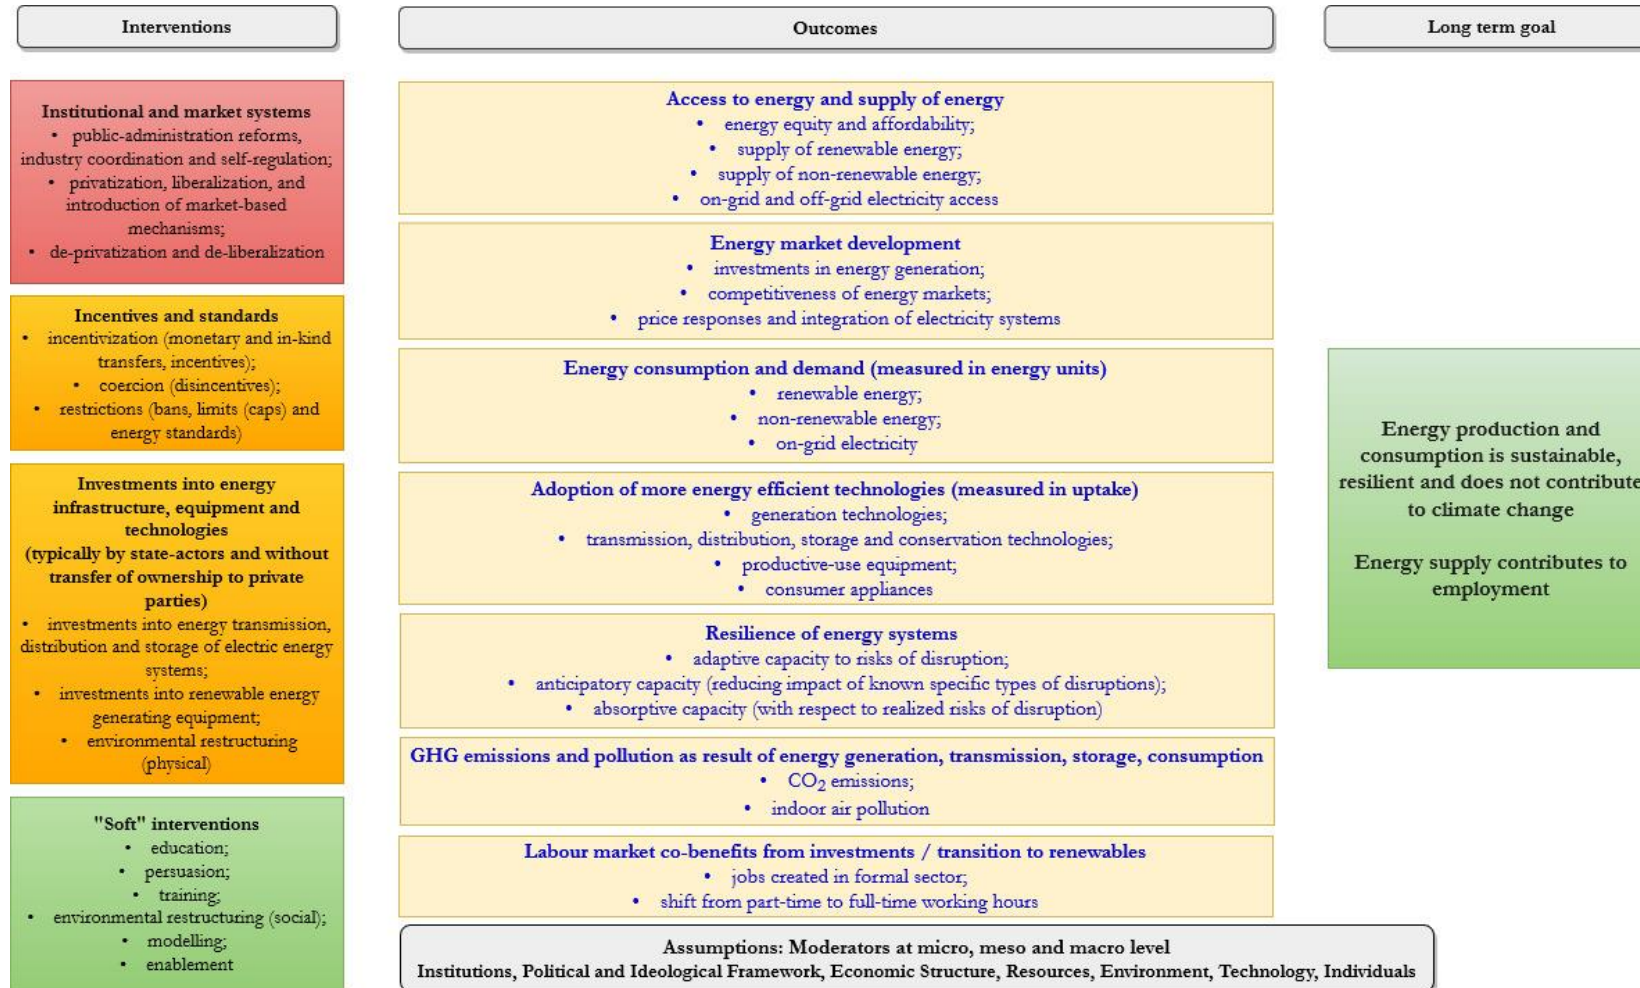 Interventions
Outcomes
Long term goal
Institutional and market systems
• public-administration reforms,
industry coordination and self-regulation;
• privatization, liberalization, and
introduction of market-based
mechanisms;
• de-privatization and de-liberalization
Incentives and standards
• incentivization (monetary and in-kind
transfers, incentives);
• coercion (disincentives);
• restrictions (bans, limits (caps) and
energy standards)
Investments into energy
infrastructure, equipment and
technologies
(typically by state-actors and without
transfer of ownership to private
parties)
• investments into energy transmission,
distribution and storage of electric energy
systems;
• investments into renewable energy
generating equipment;
• environmental restructuring
(physical)
"Soft" interventions
• education;
• persuasion;
• training;
• environmental restructuring (social);
• modelling;
• enablement
Access to energy and supply of energy
• energy equity and affordability;
• supply of renewable energy;
• supply of non-renewable energy;
• on-grid and off-grid electricity access
Energy market development
• investments in energy generation;
• competitiveness of energy markets;
• price responses and integration of electricity systems
Energy consumption and demand (measured in energy units)
• renewable energy;
• non-renewable energy;
• on-grid electricity
Adoption of more energy efficient technologies (measured in uptake)
• generation technologies;
• transmission, distribution, storage and conservation technologies;
• productive-use equipment;
• consumer appliances
Resilience of energy systems
• adaptive capacity to risks of disruption;
• anticipatory capacity (reducing impact of known specific types of disruptions);
• absorptive capacity (with respect to realized risks of disruption)
GHG emissions and pollution as result of energy generation, transmission, storage, consumption
• CO₂ emissions;
• indoor air pollution
Labour market co-benefits from investments / transition to renewables
• jobs created in formal sector;
• shift from part-time to full-time working hours
Assumptions: Moderators at micro, meso and macro level
Institutions, Political and Ideological Framework, Economic Structure, Resources, Environment, Technology, Individuals
Energy production and
consumption is sustainable,
resilient and does not contribute
to climate change
Energy supply contributes to
employment